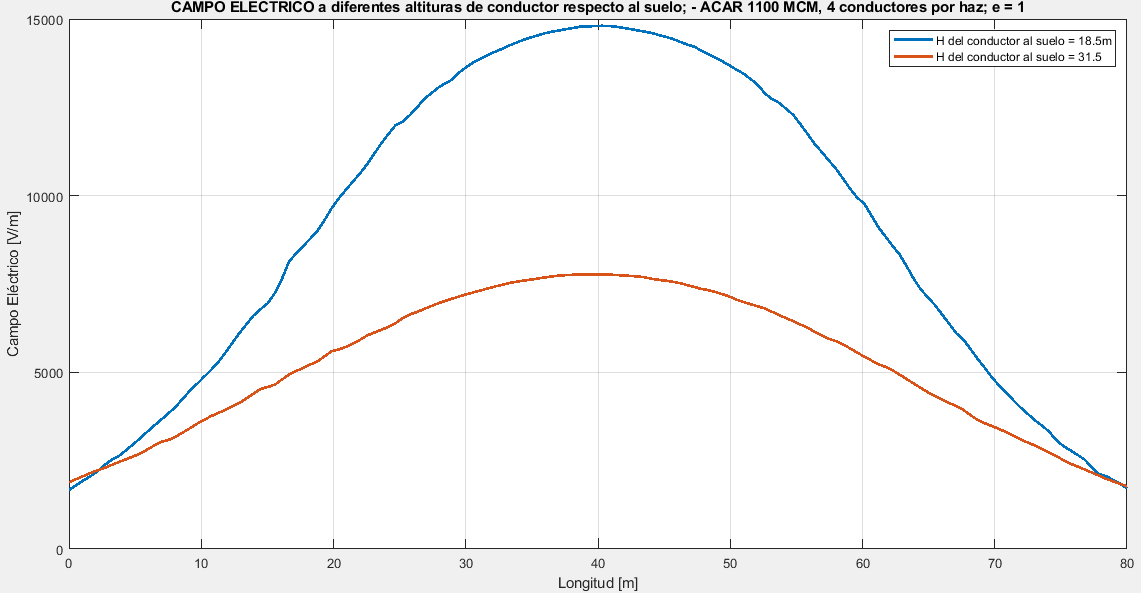 CAMPO ELECTRICO a diferentes altituras de conductor respecto al suelo; - ACAR 1100 MCM, 4 conductores por haz; e = 1
15000
10000
5000
0
Campo Eléctrico [V/m]
H del conductor al suelo = 18.5m
H del conductor al suelo = 31.5
0 10 20 30 40 50 60 70 80
Longitud [m]